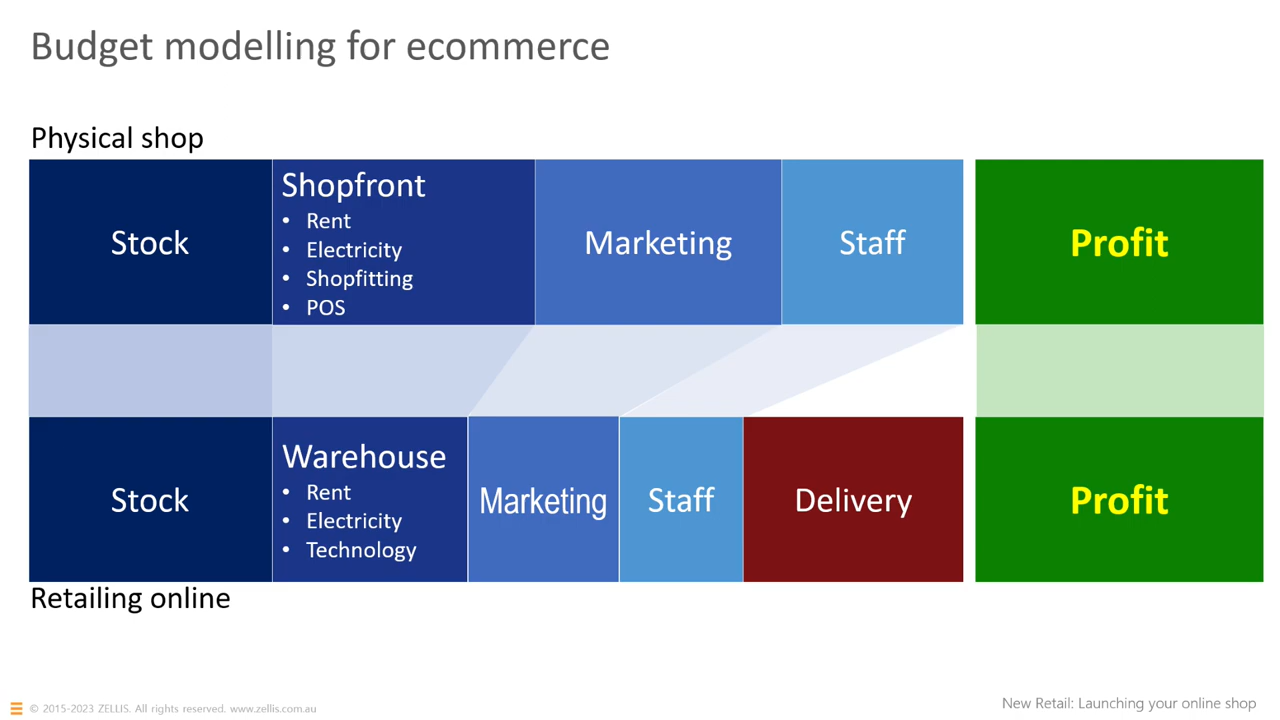 Budget modelling for ecommerce
Physical shop
Stock
Shopfront
• Rent
• Electricity
• Shopfitting
• POS
Marketing
Staff
Profit
Stock
Warehouse
• Rent
• Electricity
• Technology
Marketing
Staff
Delivery
Profit
Retailing online
© 2015-2023 ZELLIS. All rights reserved. www.zellis.com.au
New Retail: Launching your online shop